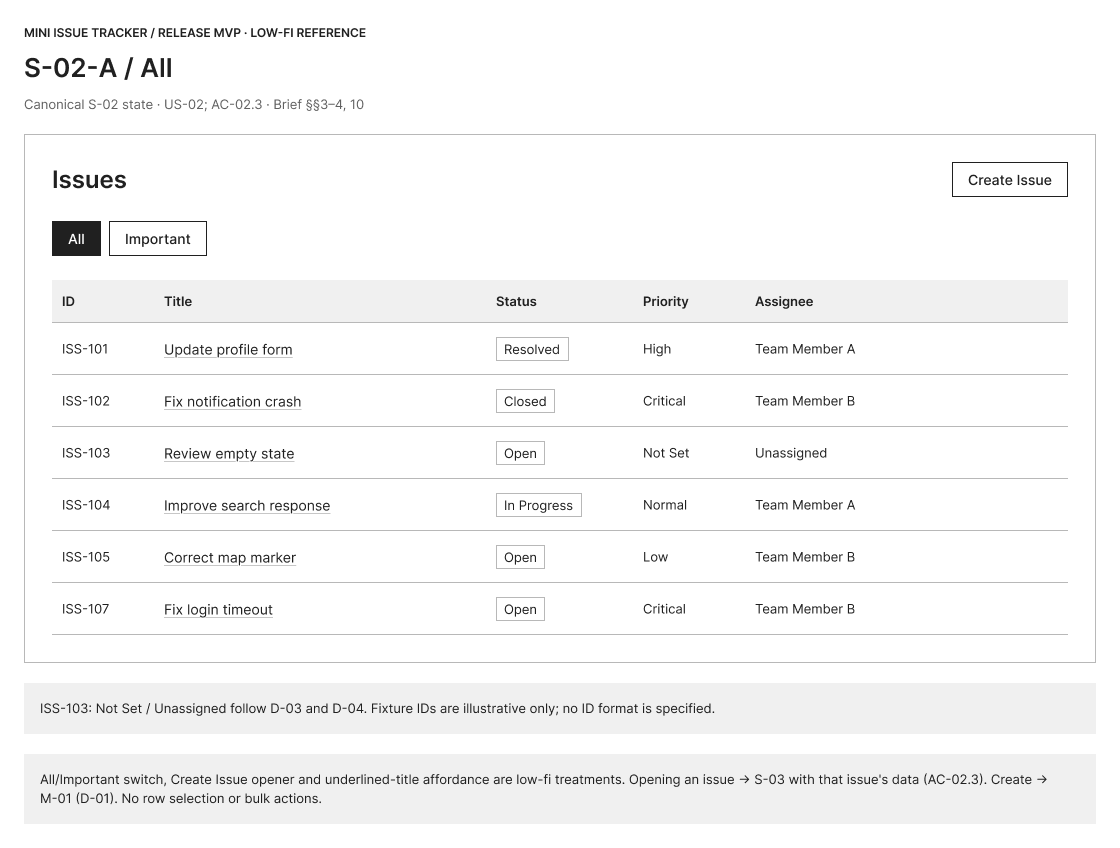 MINI ISSUE TRACKER / RELEASE MVP · LOW-FI REFERENCE
S-02-A / All
Canonical S-02 state · US-02; AC-02.3 · Brief §§3–4, 10
Issues
Create Issue
All
Important
ID Title Status Priority Assignee
ISS-101 Update profile form Resolved High Team Member A
ISS-102 Fix notification crash Closed Critical Team Member B
ISS-103 Review empty state Open Not Set Unassigned
ISS-104 Improve search response In Progress Normal Team Member A
ISS-105 Correct map marker Open Low Team Member B
ISS-107 Fix login timeout Open Critical Team Member B
ISS-103: Not Set / Unassigned follow D-03 and D-04. Fixture IDs are illustrative only; no ID format is specified.
All/Important switch, Create Issue opener and underlined-title affordance are low-fi treatments. Opening an issue → S-03 with that issue's data (AC-02.3). Create →
M-01 (D-01). No row selection or bulk actions.